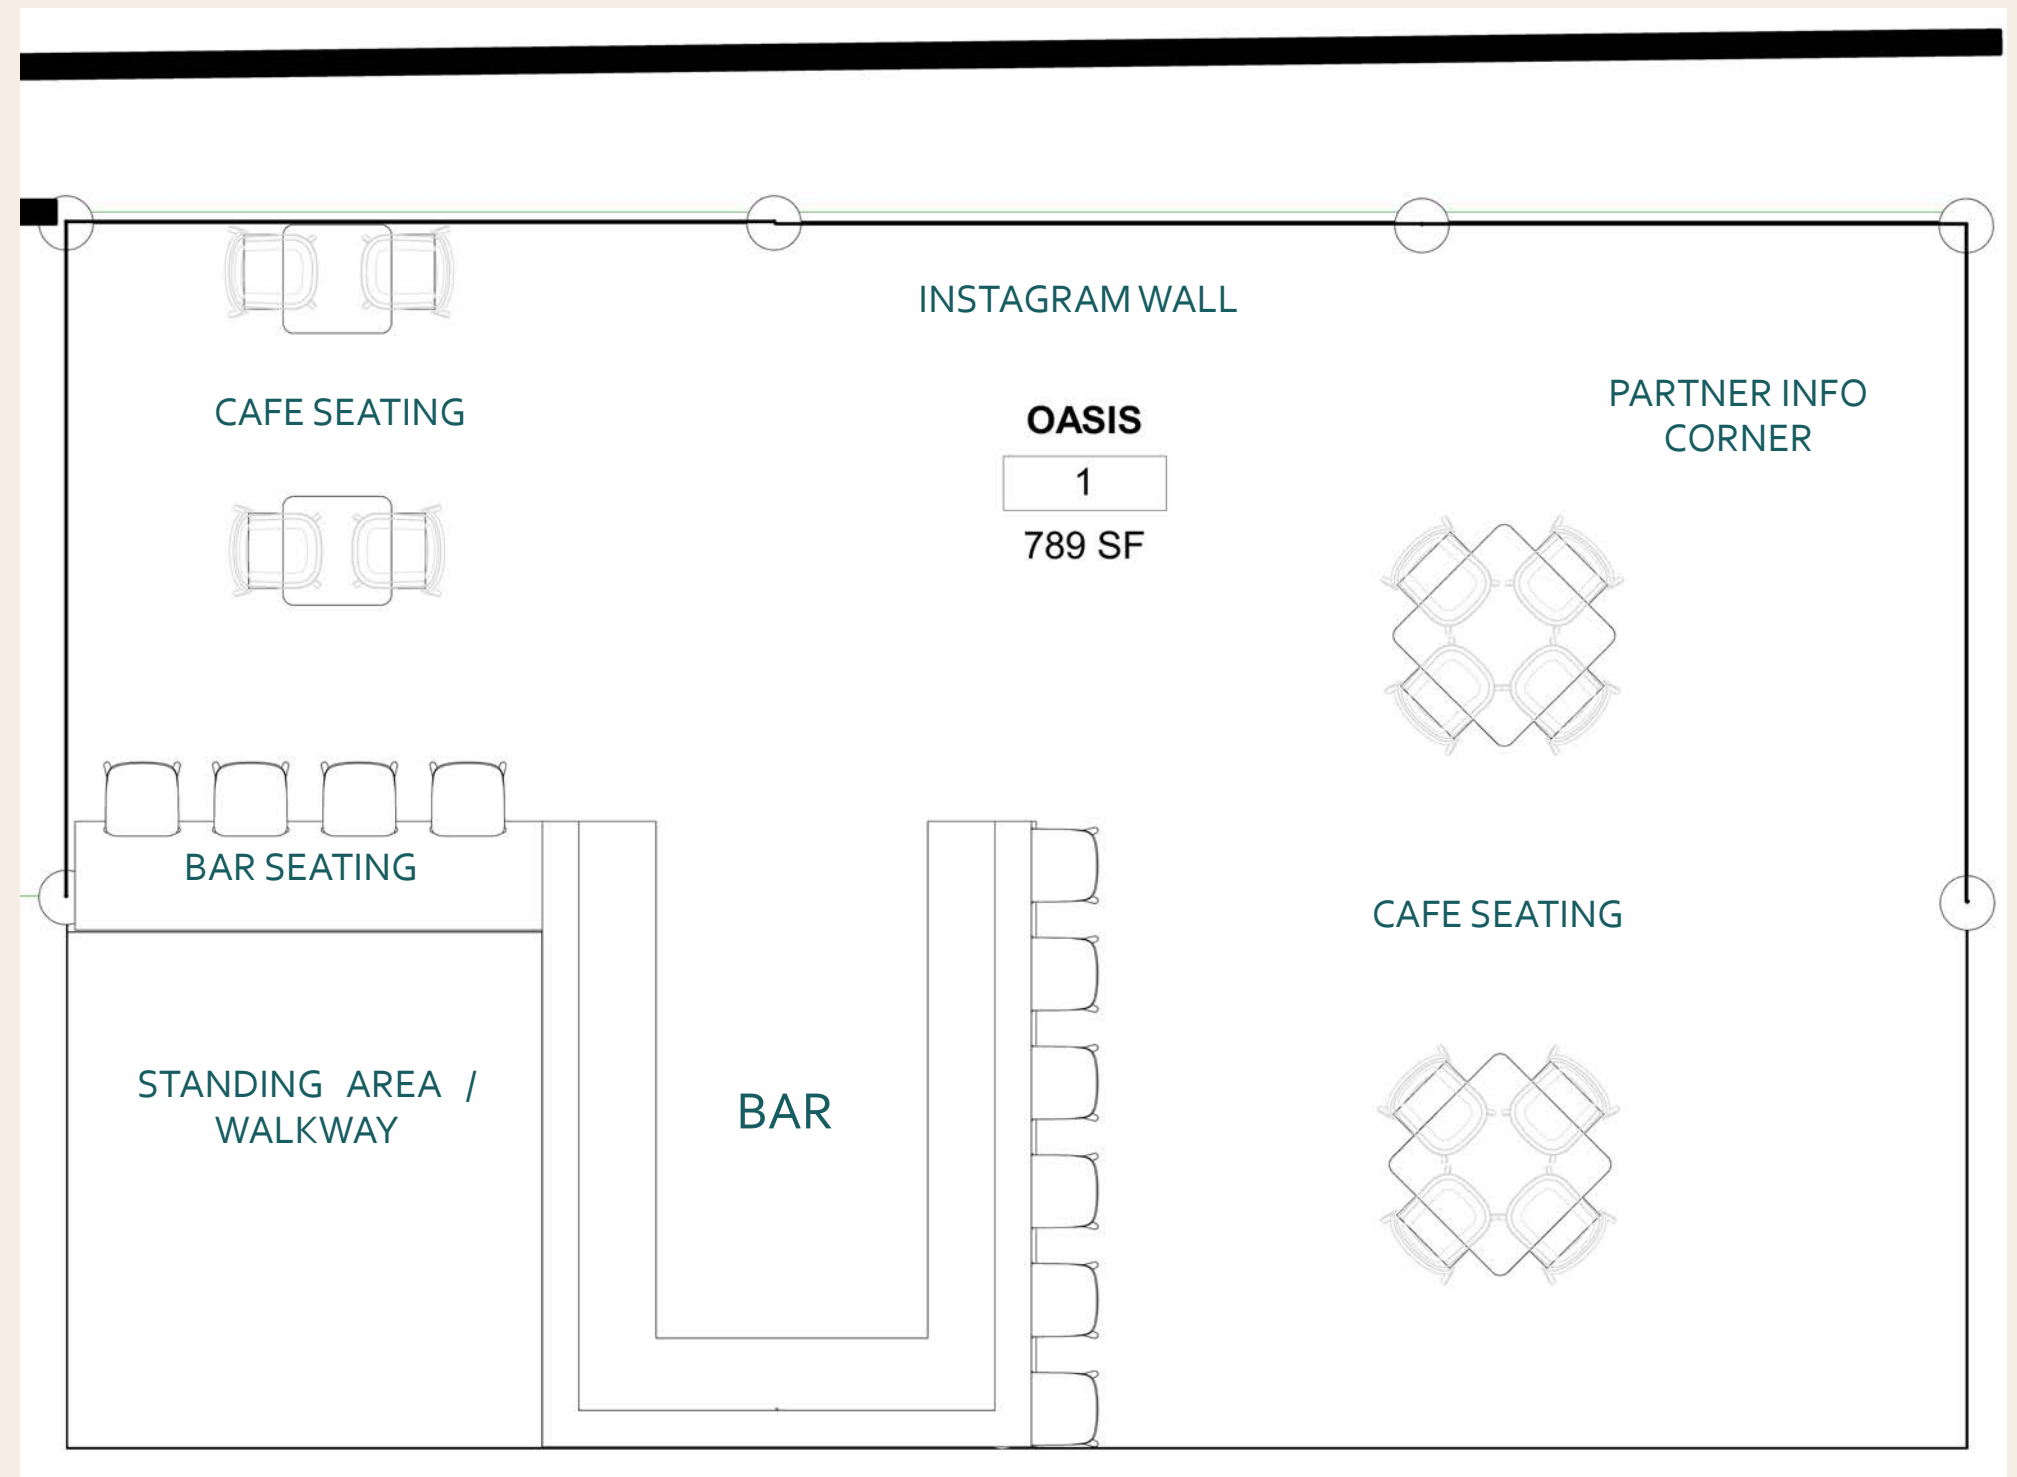 INSTAGRAM WALL
CAFE SEATING
PARTNER INFO
CORNER
OASIS
1
789 SF
BAR SEATING
CAFE SEATING
STANDING AREA /
WALKWAY
BAR